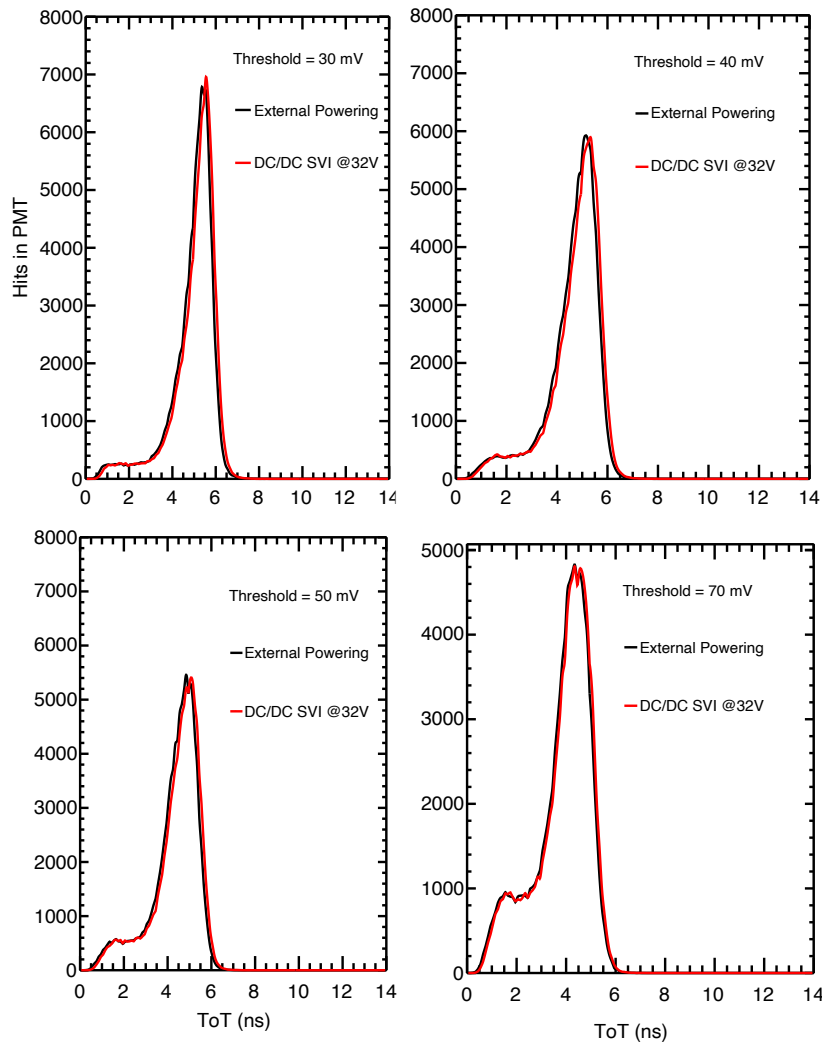 8000
7000
6000
5000
4000
3000
2000
1000
0
Hits in PMT
Threshold = 30 mV
External Powering
DC/DC SVI @32V
0 2 4 6 8 10 12 14
8000
7000
6000
5000
4000
3000
2000
1000
0
Threshold = 40 mV
External Powering
DC/DC SVI @32V
0 2 4 6 8 10 12 14
8000
7000
6000
5000
4000
3000
2000
1000
0
Threshold = 50 mV
External Powering
DC/DC SVI @32V
0 2 4 6 8 10 12 14
ToT (ns)
5000
4000
3000
2000
1000
0
Threshold = 70 mV
External Powering
DC/DC SVI @32V
0 2 4 6 8 10 12 14
ToT (ns)